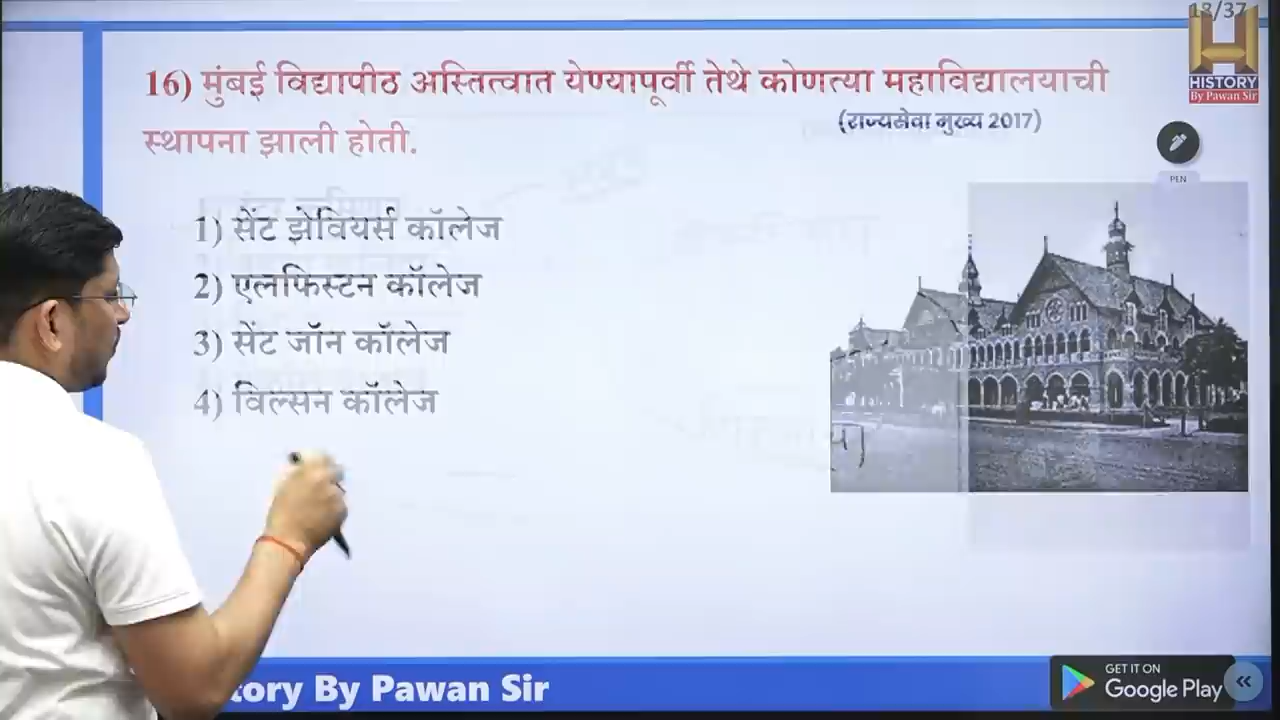 18/37
HISTORY
By Pawan Sir
16) मुंबई विद्यापीठ अस्तित्वात येण्यापूर्वी तेथे कोणत्या महाविद्यालयाची
स्थापना झाली होती.
(राज्यसेवा मुख्य 2017)
PEN
1) सेंट झेवियर्स कॉलेज
2) एलफिस्टन कॉलेज
3) सेंट जॉन कॉलेज
4) विल्सन कॉलेज
tory By Pawan Sir
GET IT ON
Google Play